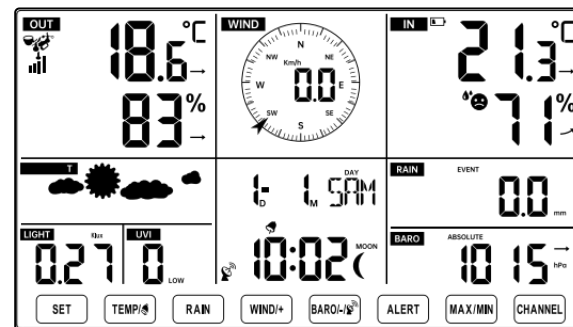 OUT
18.6 °C
83 %
WIND
N
NW NE
Km/h
W 0.0 E
SW SE
S
IN
21.3 °C
71 %
T
DAY
1-D 1M SAM
10:02 MOON
RAIN EVENT
0.0 mm
LIGHT Klux
0.27
UVI
0 LOW
BARO ABSOLUTE
1015 hPa
SET TEMP/ RAIN WIND/+ BARO/-/ ALERT MAX/MIN CHANNEL